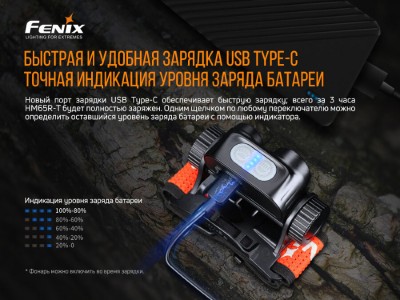 FENIX
LIGHTING FOR EXTREMES
БЫСТРАЯ И УДОБНАЯ ЗАРЯДКА USB TYPE-C
ТОЧНАЯ ИНДИКАЦИЯ УРОВНЯ ЗАРЯДА БАТАРЕИ
Новый порт зарядки USB Type-C обеспечивает быструю зарядку; всего за 3 часа
HM65R-T будет полностью заряжен. Одним щелчком по любому переключателю можно
определить оставшийся уровень заряда батареи с помощью индикатора.
Индикация уровня заряда батареи
100%-80%
80%-60%
60%-40%
40%-20%
20%-0
* Фонарь можно включить во время зарядки.